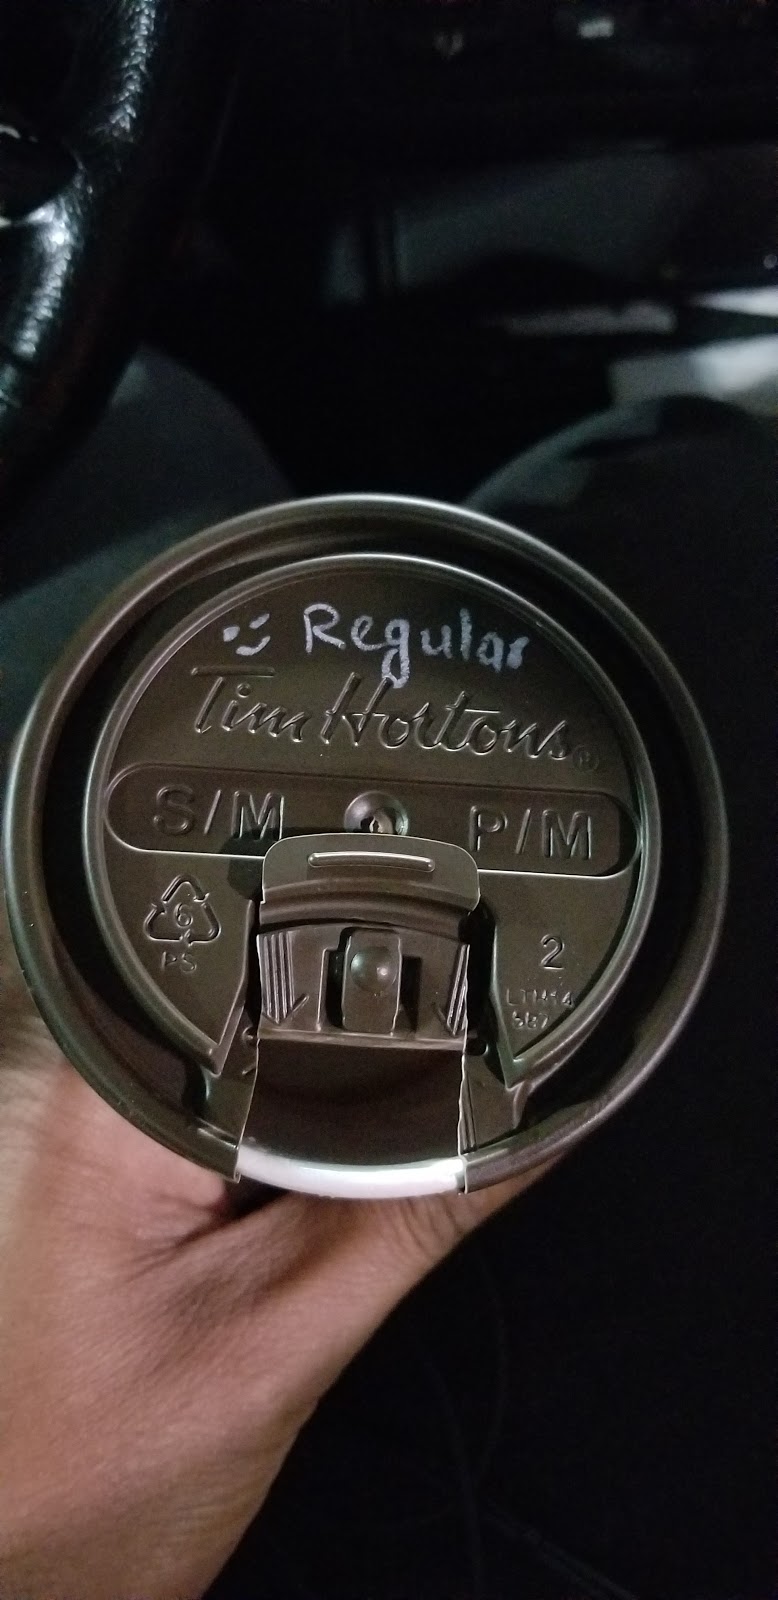 Regular
Tim Hortons®
S/M P/M
6
PS
2